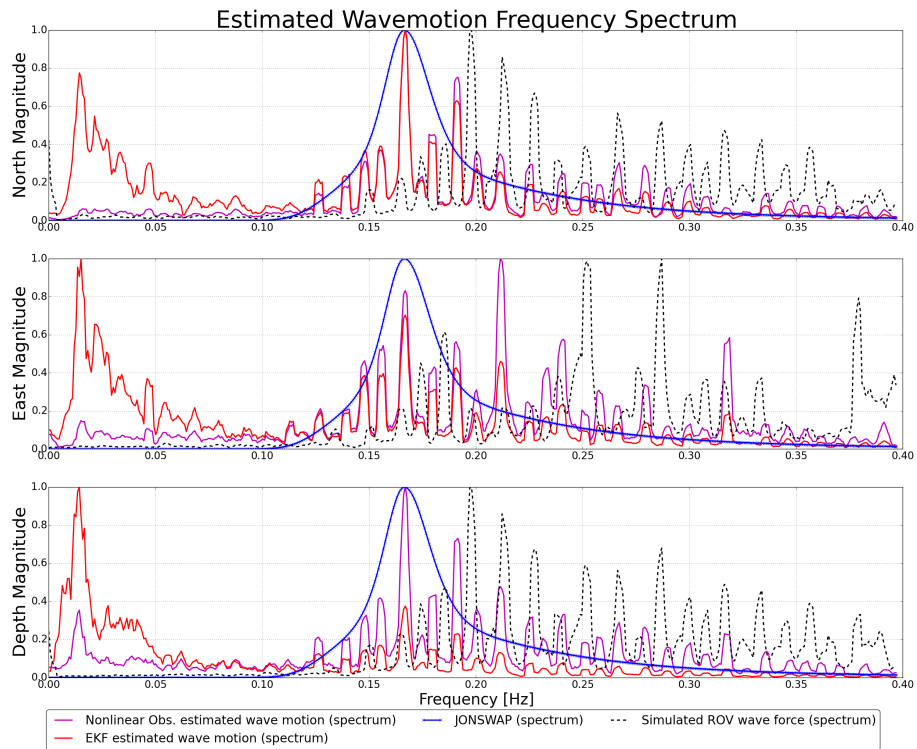 Estimated Wavemotion Frequency Spectrum
North Magnitude
1.0
0.8
0.6
0.4
0.2
0.0
0.00 0.05 0.10 0.15 0.20 0.25 0.30 0.35 0.40
East Magnitude
1.0
0.8
0.6
0.4
0.2
0.0
0.00 0.05 0.10 0.15 0.20 0.25 0.30 0.35 0.40
Depth Magnitude
1.0
0.8
0.6
0.4
0.2
0.0
0.00 0.05 0.10 0.15 0.20 0.25 0.30 0.35 0.40
Frequency [Hz]
Nonlinear Obs. estimated wave motion (spectrum) JONSWAP (spectrum) Simulated ROV wave force (spectrum)
EKF estimated wave motion (spectrum)